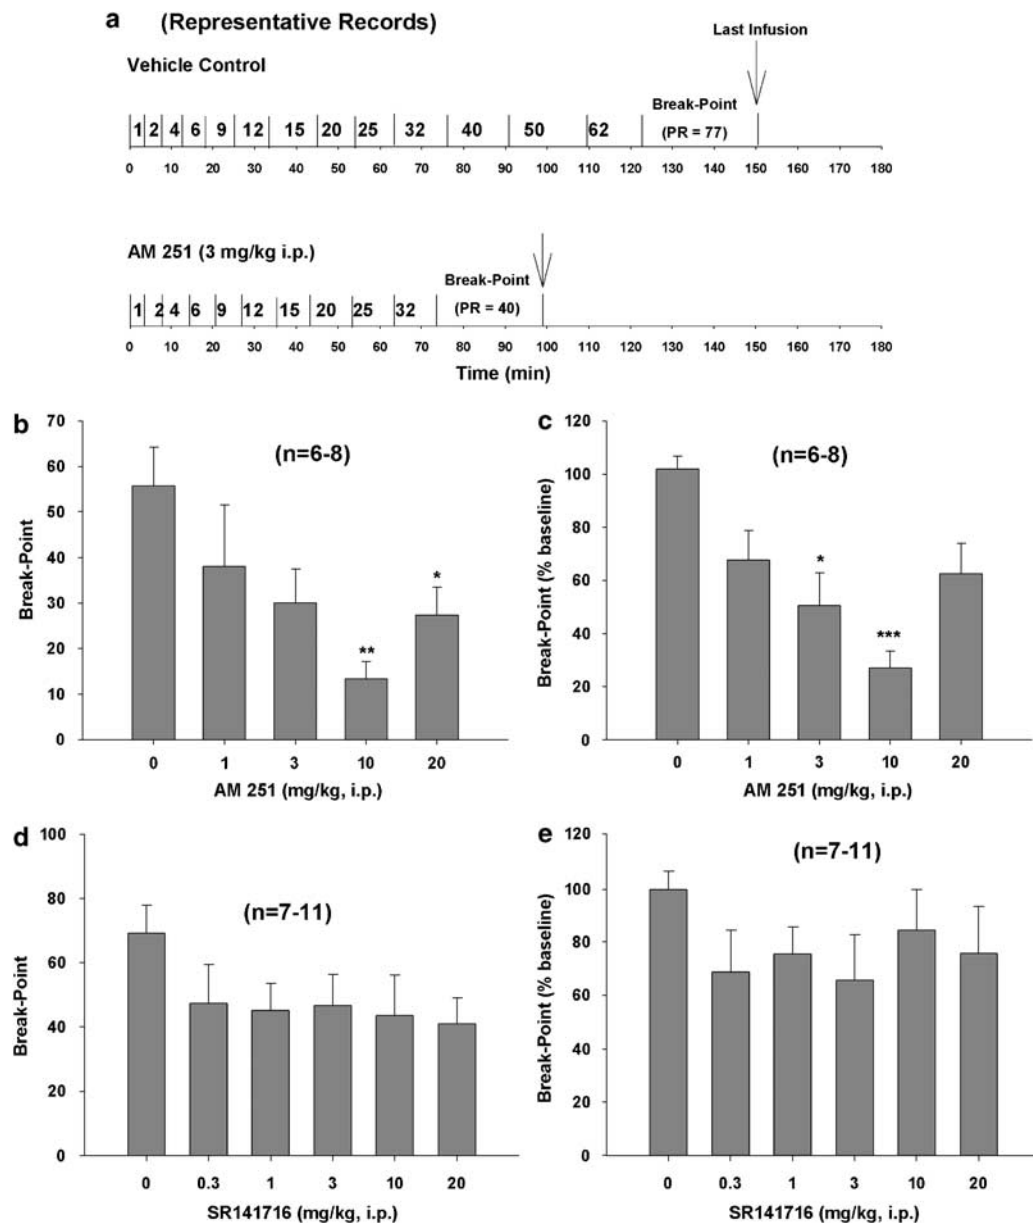 a (Representative Records)
Last Infusion
Vehicle Control
Break-Point
1 2 4 6 9 12 15 20 25 32 40 50 62 (PR = 77)
0 10 20 30 40 50 60 70 80 90 100 110 120 130 140 150 160 170 180
AM 251 (3 mg/kg i.p.)
Break-Point
1 2 4 6 9 12 15 20 25 32 (PR = 40)
0 10 20 30 40 50 60 70 80 90 100 110 120 130 140 150 160 170 180
Time (min)
b
(n=6-8)
Break-Point
70
60
50
40
30
20
10
0
** *
0 1 3 10 20
AM 251 (mg/kg, i.p.)
c
(n=6-8)
Break-Point (% baseline)
120
100
80
60
40
20
0
* ***
0 1 3 10 20
AM 251 (mg/kg, i.p.)
d
(n=7-11)
Break-Point
100
80
60
40
20
0
0 0.3 1 3 10 20
SR141716 (mg/kg, i.p.)
e
(n=7-11)
Break-Point (% baseline)
120
100
80
60
40
20
0
0 0.3 1 3 10 20
SR141716 (mg/kg, i.p.)